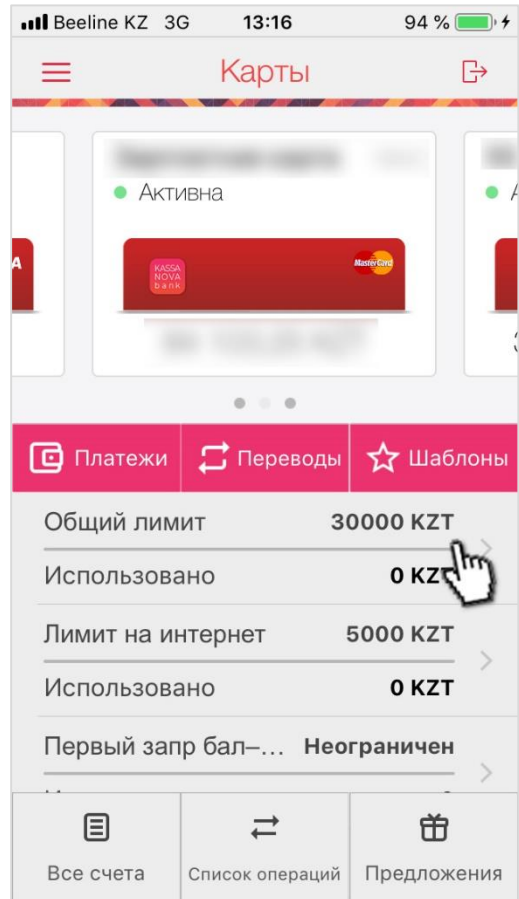 Beeline KZ 3G 13:16 94 %
Карты
Активна
KASSA
NOVA
bank
MasterCard
Платежи Переводы Шаблоны
Общий лимит 30000 KZT
Использовано 0 KZT
Лимит на интернет 5000 KZT
Использовано 0 KZT
Первый запр бал–... Неограничен
Все счета Список операций Предложения